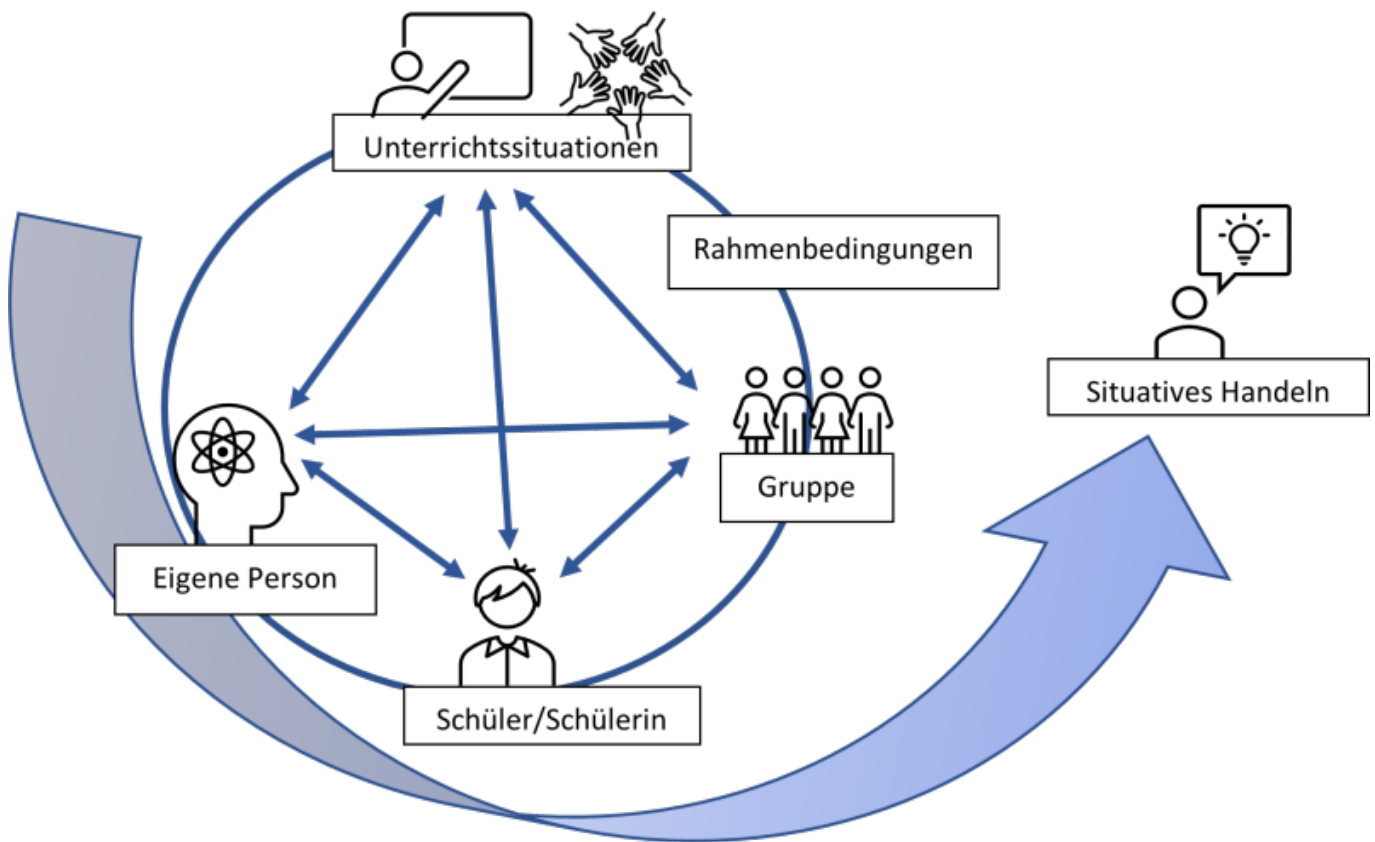 Unterrichtssituationen
Rahmenbedingungen
Situatives Handeln
Gruppe
Eigene Person
Schüler/Schülerin